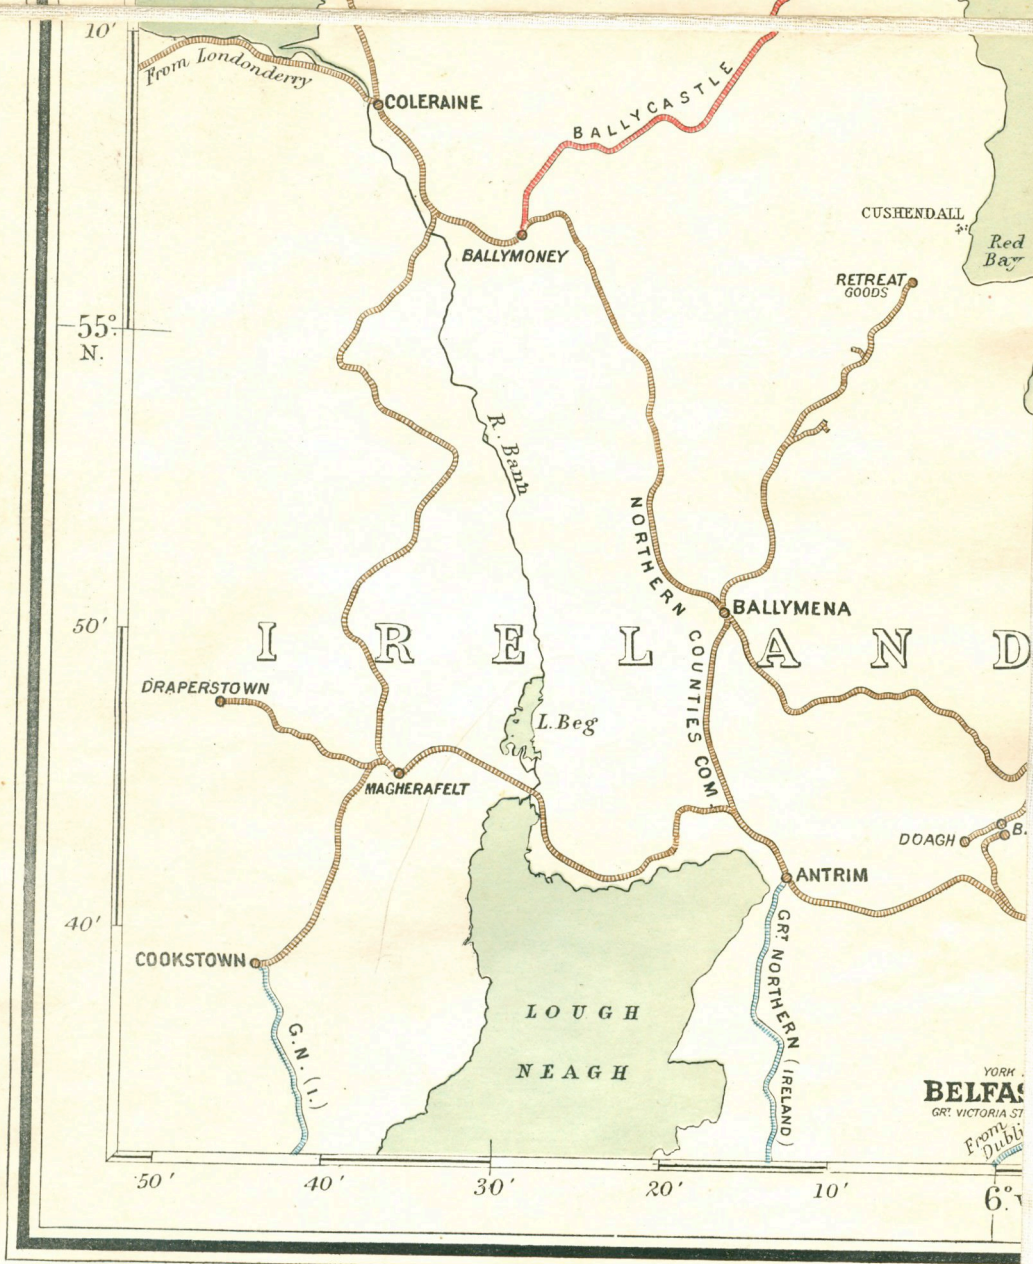 10'
From Londonderry
COLERAINE
BALLYCASTLE
CUSHENDALL
Red
Bay
BALLYMONEY
RETREAT
GOODS
55°
N.
R. Bann
NORTHERN COUNTIES COM.
BALLYMENA
50'
IRELAND
DRAPERSTOWN
L. Beg
MAGHERAFELT
DOAGH
B.
ANTRIM
40'
COOKSTOWN
GRT. NORTHERN (IRELAND)
LOUGH
NEAGH
G.N. (I.)
YORK
BELFAS
GRT. VICTORIA ST
From
Dubli
50'
40'
30'
20'
10'
6°